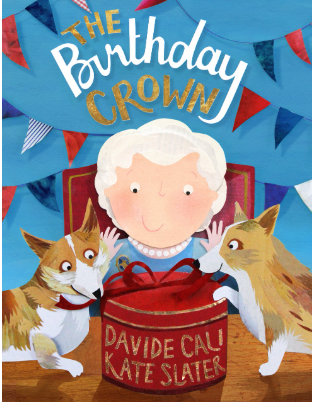 THE
Birthday
CROWN
DAVIDE CALI
KATE SLATER